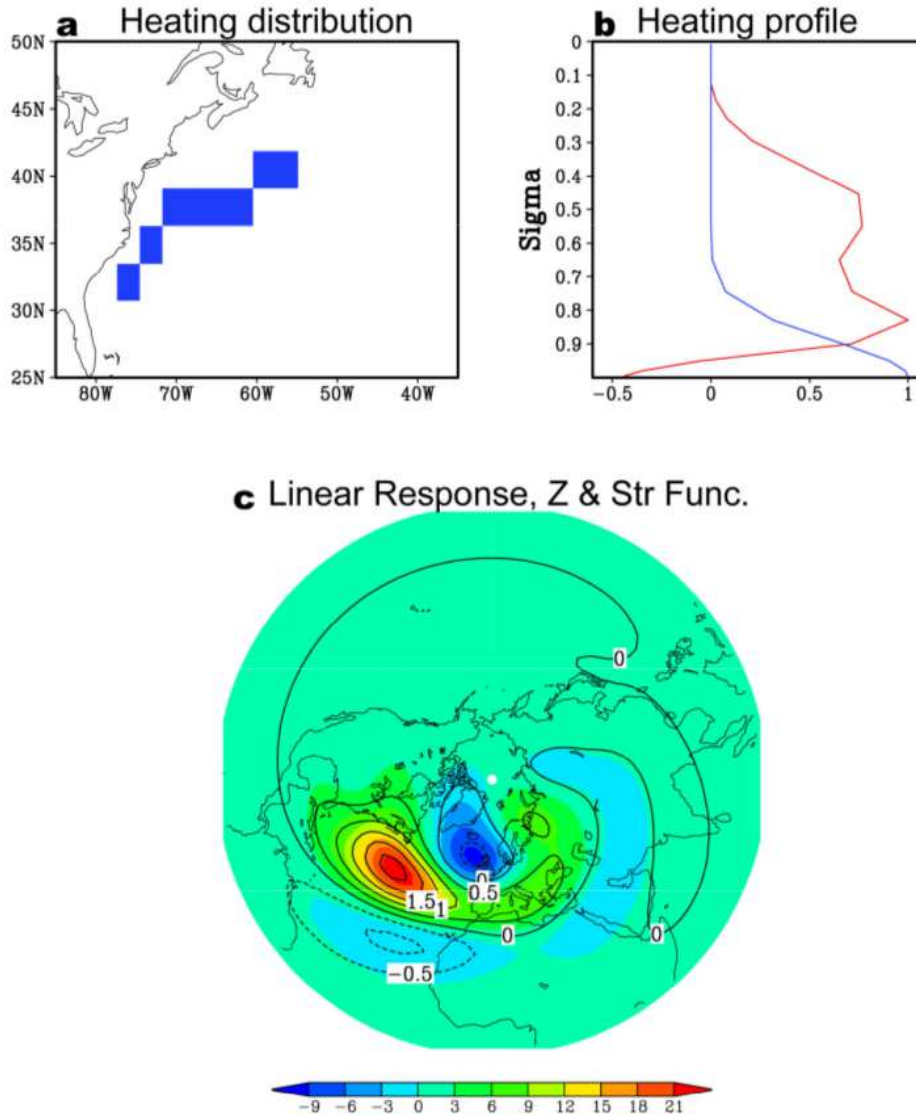 a Heating distribution
50N
45N
40N
35N
30N
25N
80W 70W 60W 50W 40W
b Heating profile
Sigma
0
0.1
0.2
0.3
0.4
0.5
0.6
0.7
0.8
0.9
−0.5 0 0.5 1
c Linear Response, Z & Str Func.
0
0.5
1.5 1
0
0
−0.5
−9 −6 −3 0 3 6 9 12 15 18 21